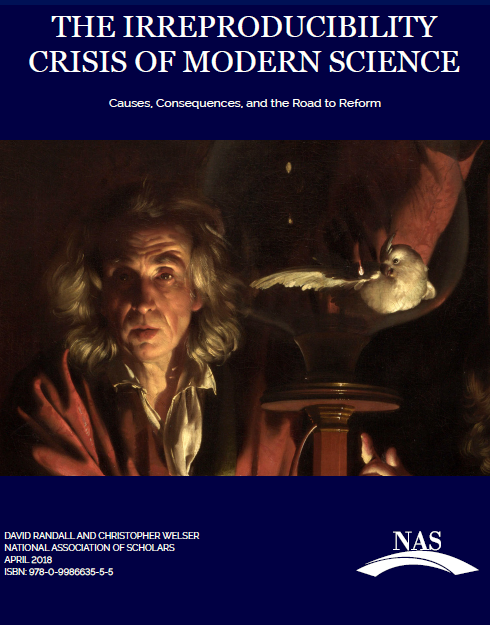 THE IRREPRODUCIBILITY
CRISIS OF MODERN SCIENCE
Causes, Consequences, and the Road to Reform
DAVID RANDALL AND CHRISTOPHER WELSER
NATIONAL ASSOCIATION OF SCHOLARS
APRIL 2018
ISBN: 978-0-9986635-5-5
NAS